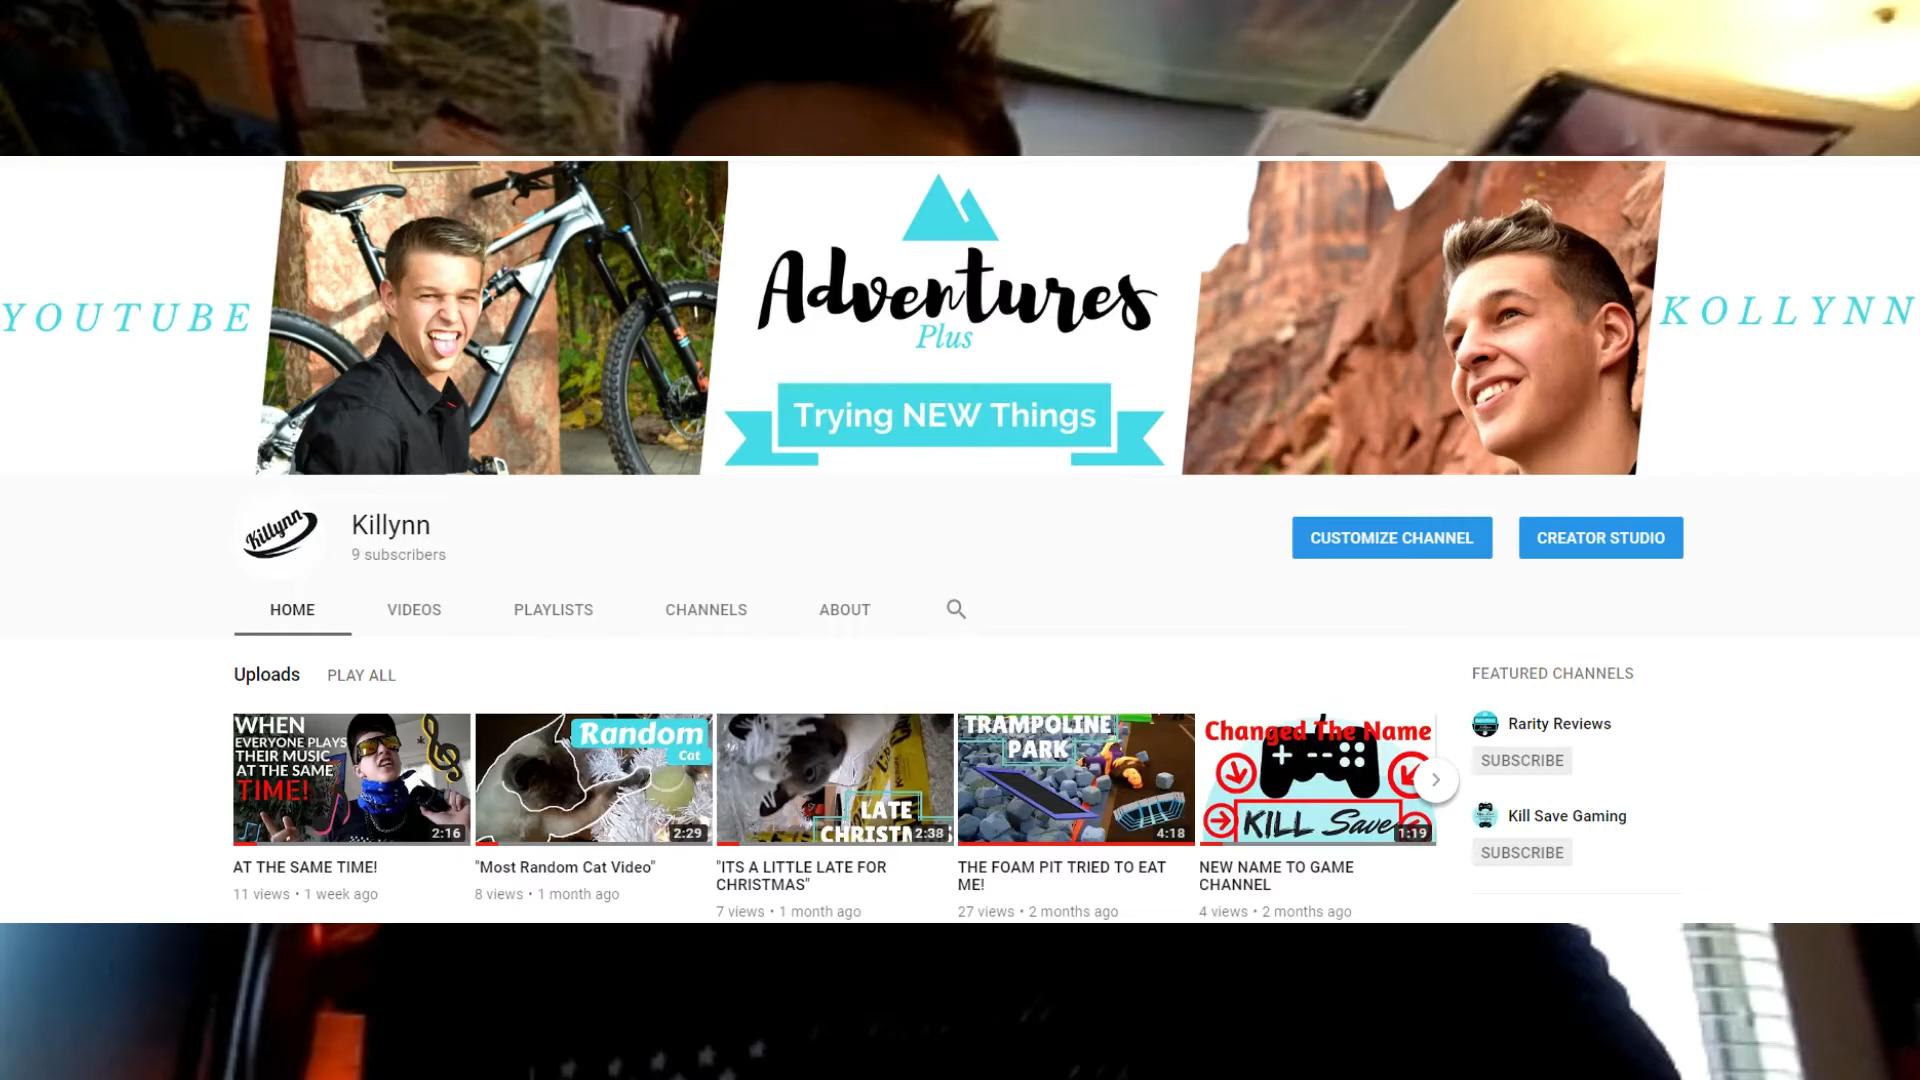 YOUTUBE
Adventures
Plus
Trying NEW Things
KOLLYNN
Killynn
Killynn
9 subscribers
CUSTOMIZE CHANNEL
CREATOR STUDIO
HOME
VIDEOS
PLAYLISTS
CHANNELS
ABOUT
Uploads
PLAY ALL
WHEN
EVERYONE PLAYS
THEIR MUSIC
AT THE SAME
TIME!
2:16
AT THE SAME TIME!
11 views • 1 week ago
Random
Cat
2:29
"Most Random Cat Video"
8 views • 1 month ago
LATE
2:38
"ITS A LITTLE LATE FOR
CHRISTMAS"
7 views • 1 month ago
TRAMPOLINE
PARK
4:18
THE FOAM PIT TRIED TO EAT
ME!
27 views • 2 months ago
Changed The Name
KILL Save
1:19
NEW NAME TO GAME
CHANNEL
4 views • 2 months ago
FEATURED CHANNELS
Rarity Reviews
SUBSCRIBE
Kill Save Gaming
SUBSCRIBE